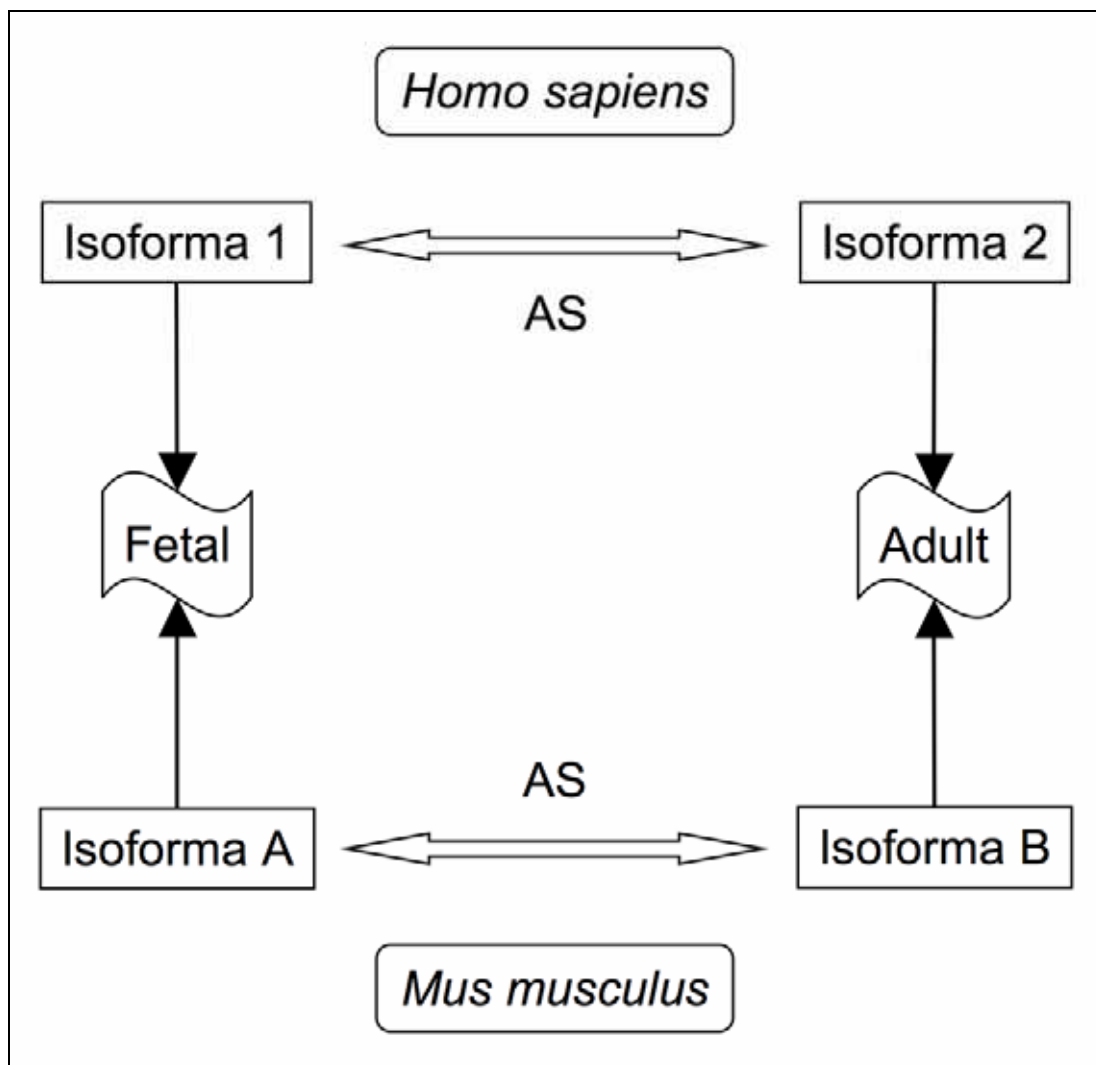 Homo sapiens
Isoforma 1
Isoforma 2
AS
Fetal
Adult
AS
Isoforma A
Isoforma B
Mus musculus